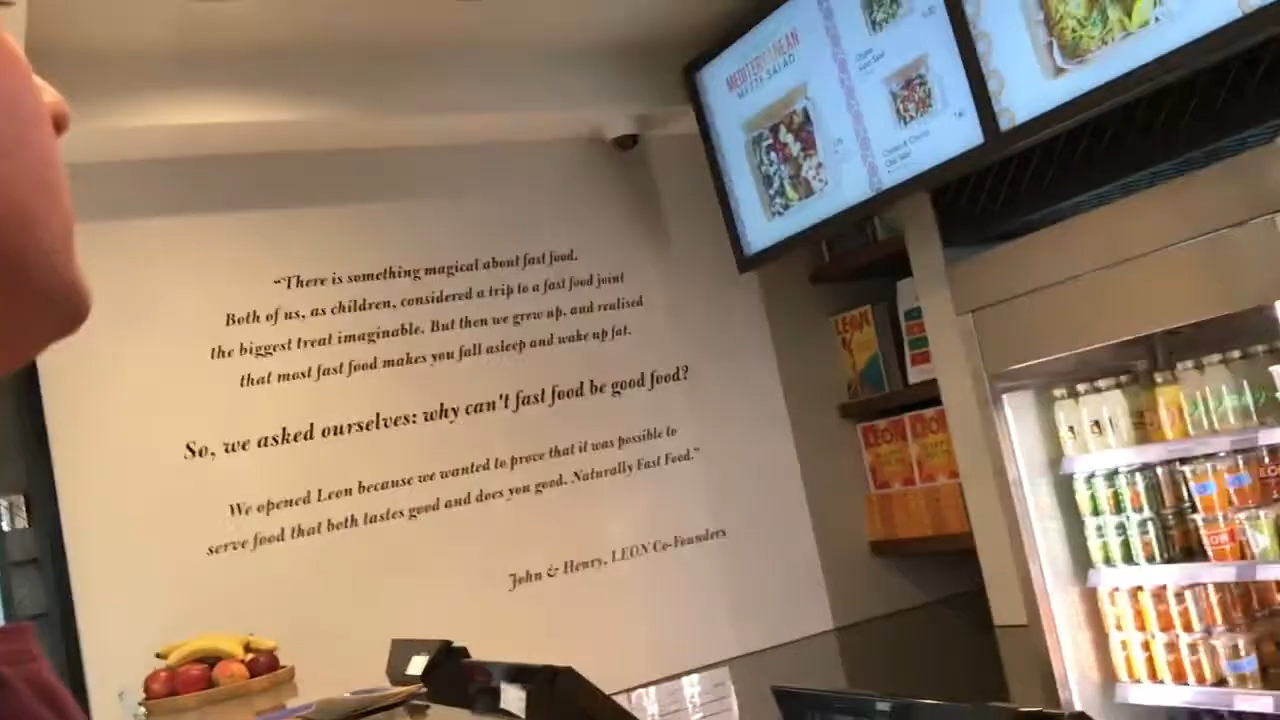 “There is something magical about fast food.
Both of us, as children, considered a trip to a fast food joint
the biggest treat imaginable. But then we grew up, and realised
that most fast food makes you fall asleep and wake up fat.
So, we asked ourselves: why can't fast food be good food?
We opened Leon because we wanted to prove that it was possible to
serve food that both tastes good and does you good. Naturally Fast Food.”
John & Henry, LEON Co-Founders
MEDITERRANEAN
MEZZE SALAD
LEON
LEON LEON